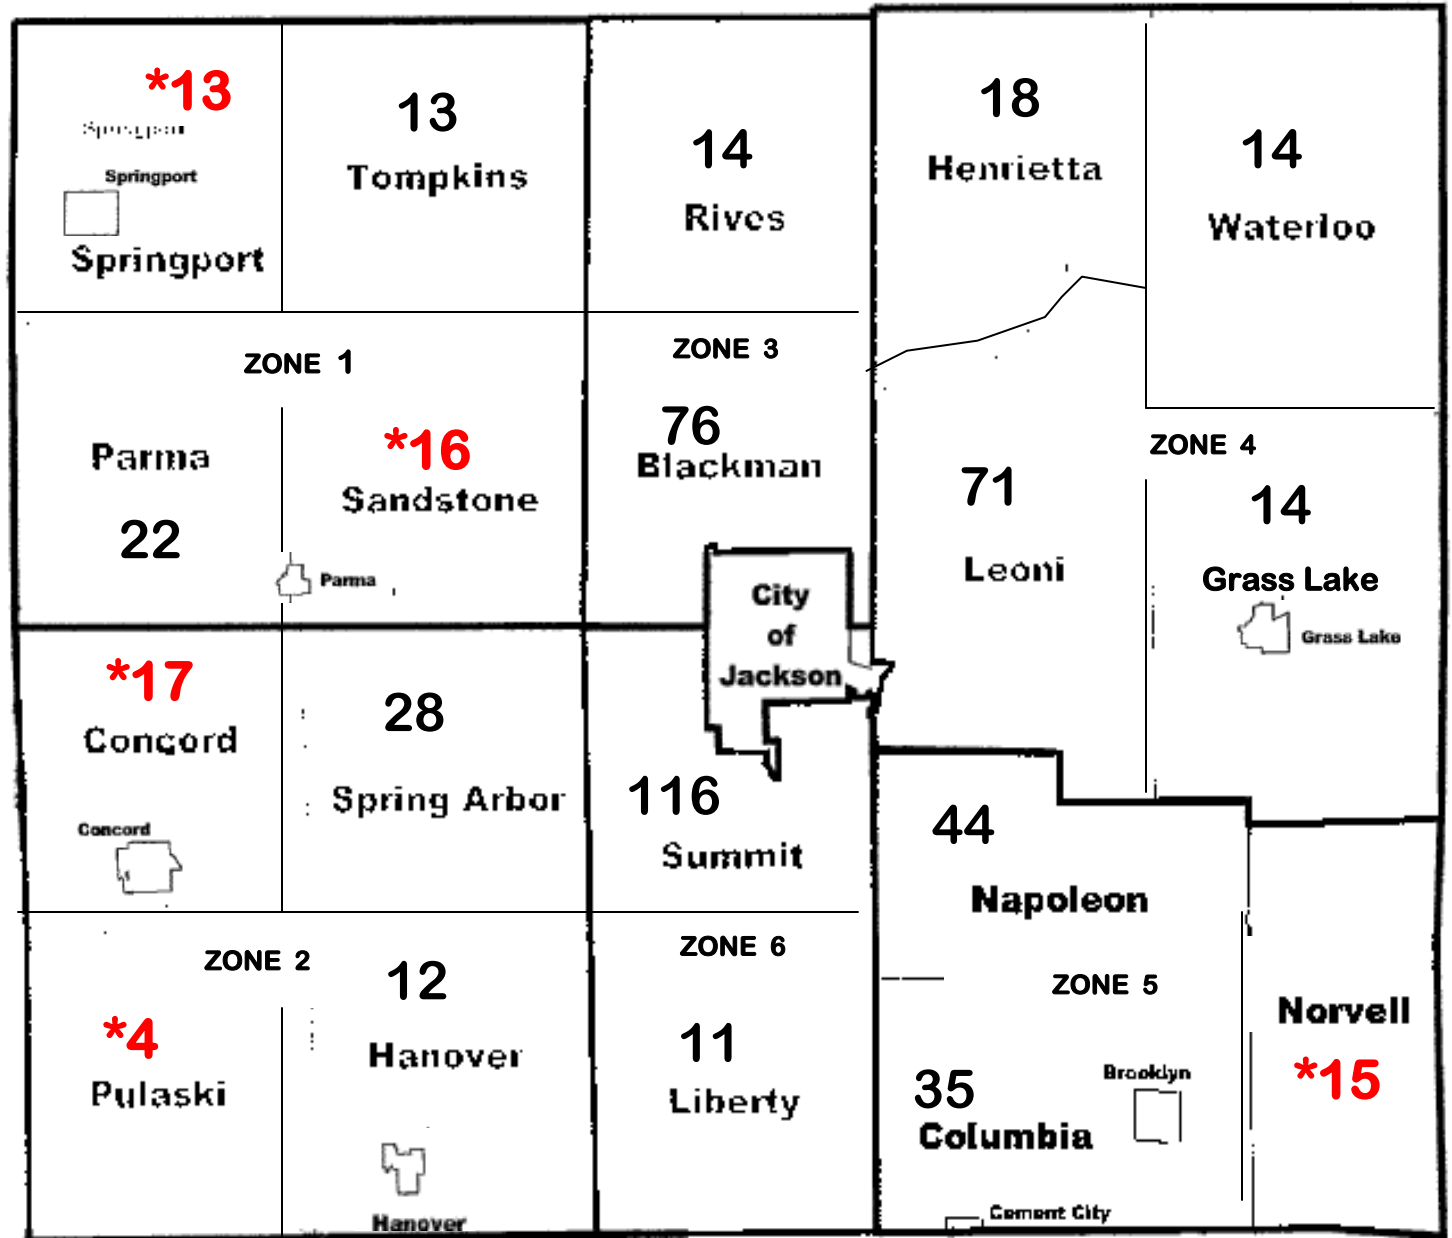 *13
Springport
Springport
Springport
13
Tompkins
14
Rives
18
Henrietta
14
Waterloo
ZONE 1
ZONE 3
Parma
22
*16
Sandstone
Parma
76
Blackman
71
Leoni
ZONE 4
14
Grass Lake
Grass Lake
City
of
Jackson
*17
Concord
Concord
28
Spring Arbor
116
Summit
44
Napoleon
ZONE 2
12
Hanover
Hanover
*4
Pulaski
ZONE 6
11
Liberty
ZONE 5
35
Columbia
Brooklyn
Cement City
Norvell
*15